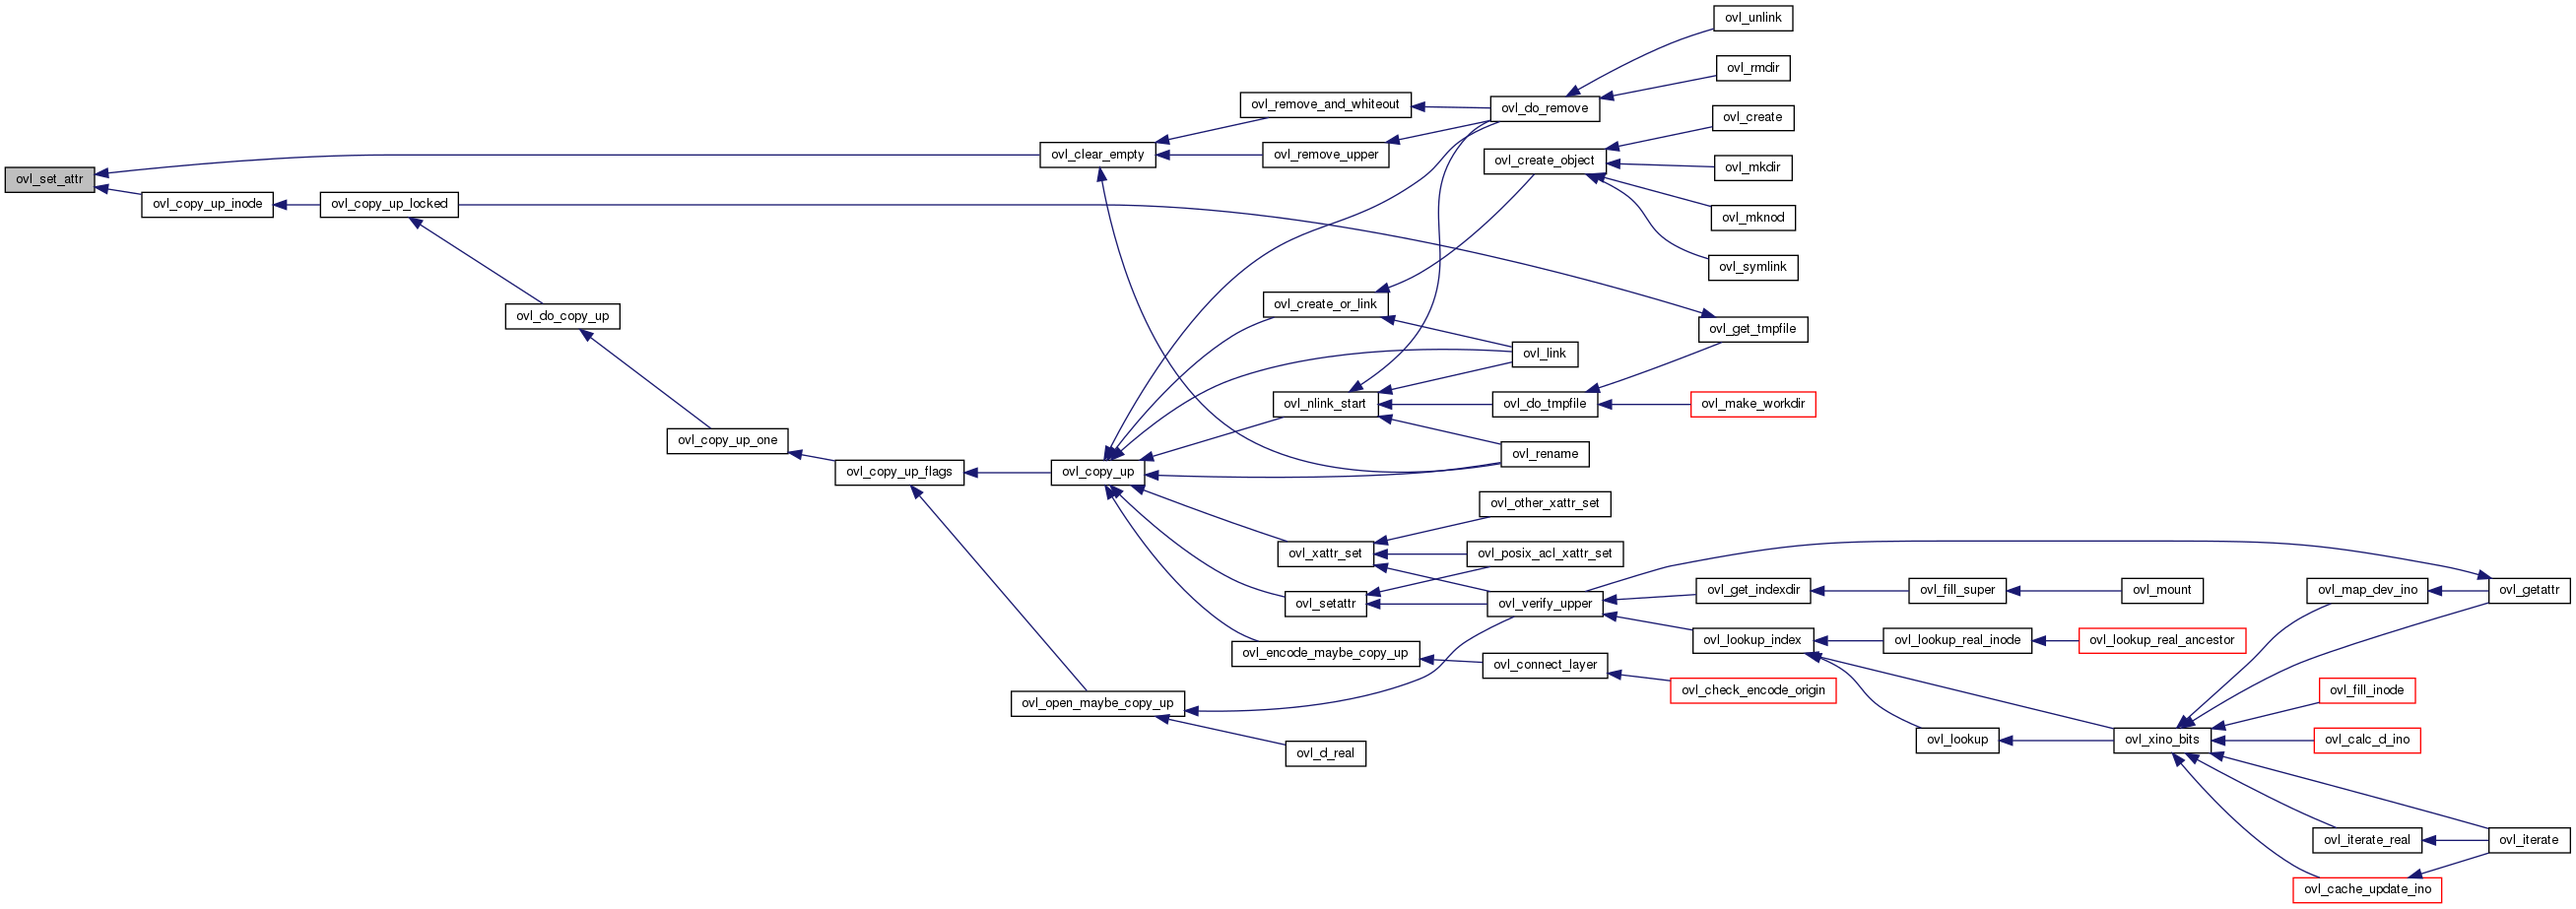 ovl_set_attr
ovl_copy_up_inode
ovl_copy_up_locked
ovl_do_copy_up
ovl_copy_up_one
ovl_copy_up_flags
ovl_clear_empty
ovl_copy_up
ovl_open_maybe_copy_up
ovl_remove_and_whiteout
ovl_remove_upper
ovl_create_or_link
ovl_nlink_start
ovl_xattr_set
ovl_setattr
ovl_encode_maybe_copy_up
ovl_d_real
ovl_do_remove
ovl_create_object
ovl_link
ovl_do_tmpfile
ovl_rename
ovl_other_xattr_set
ovl_posix_acl_xattr_set
ovl_verify_upper
ovl_connect_layer
ovl_unlink
ovl_rmdir
ovl_create
ovl_mkdir
ovl_mknod
ovl_symlink
ovl_get_tmpfile
ovl_make_workdir
ovl_get_indexdir
ovl_lookup_index
ovl_check_encode_origin
ovl_fill_super
ovl_lookup_real_inode
ovl_lookup
ovl_mount
ovl_lookup_real_ancestor
ovl_xino_bits
ovl_map_dev_ino
ovl_fill_inode
ovl_calc_d_ino
ovl_iterate_real
ovl_cache_update_ino
ovl_getattr
ovl_iterate